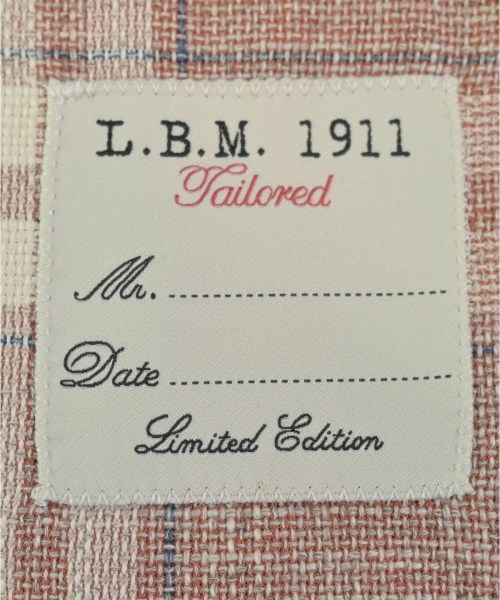 L.B.M. 1911
Tailored
Mr. ........................................
Date ........................................
Limited Edition